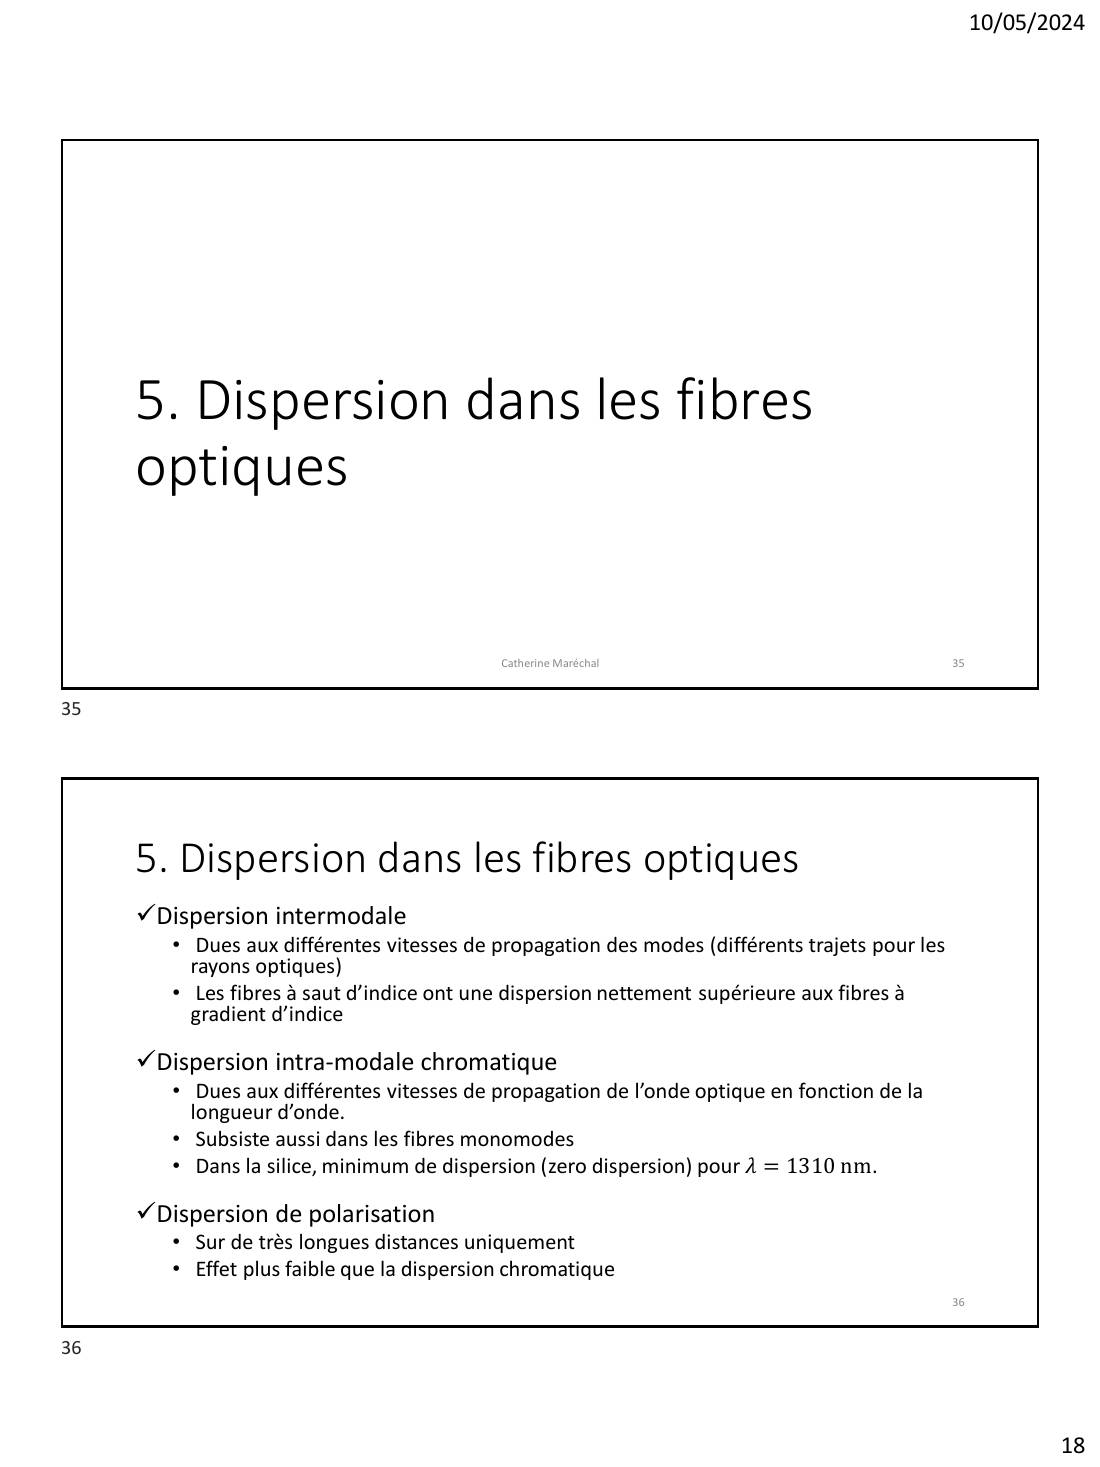 10/05/2024
5. Dispersion dans les fibres
optiques
Catherine Maréchal
35
35
5. Dispersion dans les fibres optiques
✓Dispersion intermodale
• Dues aux différentes vitesses de propagation des modes (différents trajets pour les
rayons optiques)
• Les fibres à saut d’indice ont une dispersion nettement supérieure aux fibres à
gradient d’indice
✓Dispersion intra-modale chromatique
• Dues aux différentes vitesses de propagation de l’onde optique en fonction de la
longueur d’onde.
• Subsiste aussi dans les fibres monomodes
• Dans la silice, minimum de dispersion (zero dispersion) pour 𝜆 = 1310 nm.
✓Dispersion de polarisation
• Sur de très longues distances uniquement
• Effet plus faible que la dispersion chromatique
36
36
18